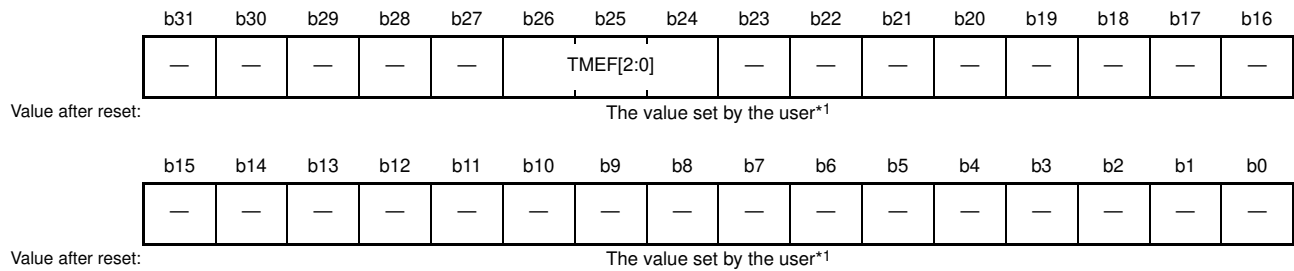 b31 b30 b29 b28 b27 b26 b25 b24 b23 b22 b21 b20 b19 b18 b17 b16
— — — — — TMEF[2:0] — — — — — — — —
Value after reset: The value set by the user*1
b15 b14 b13 b12 b11 b10 b9 b8 b7 b6 b5 b4 b3 b2 b1 b0
— — — — — — — — — — — — — — — —
Value after reset: The value set by the user*1